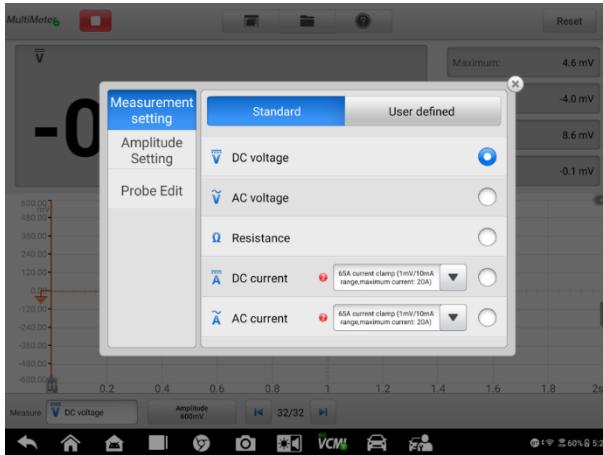 MultiMeter
Reset
V
Maximum:
4.6 mV
-4.0 mV
8.6 mV
-0.1 mV
-0
Measurement
setting
Amplitude
Setting
Probe Edit
Standard
User defined
V DC voltage
V AC voltage
Ω Resistance
A DC current
65A current clamp (1mV/10mA
range,maximum current: 20A)
A AC current
65A current clamp (1mV/10mA
range,maximum current: 20A)
600.00
mV
480.00
360.00
240.00
120.00
0.00
-120.00
-240.00
-360.00
-480.00
-600.00
0.2 0.4 0.6 0.8 1 1.2 1.4 1.6 1.8 2s
Measure
V DC voltage
Amplitude
600mV
32/32
VCMI
60%
5:2